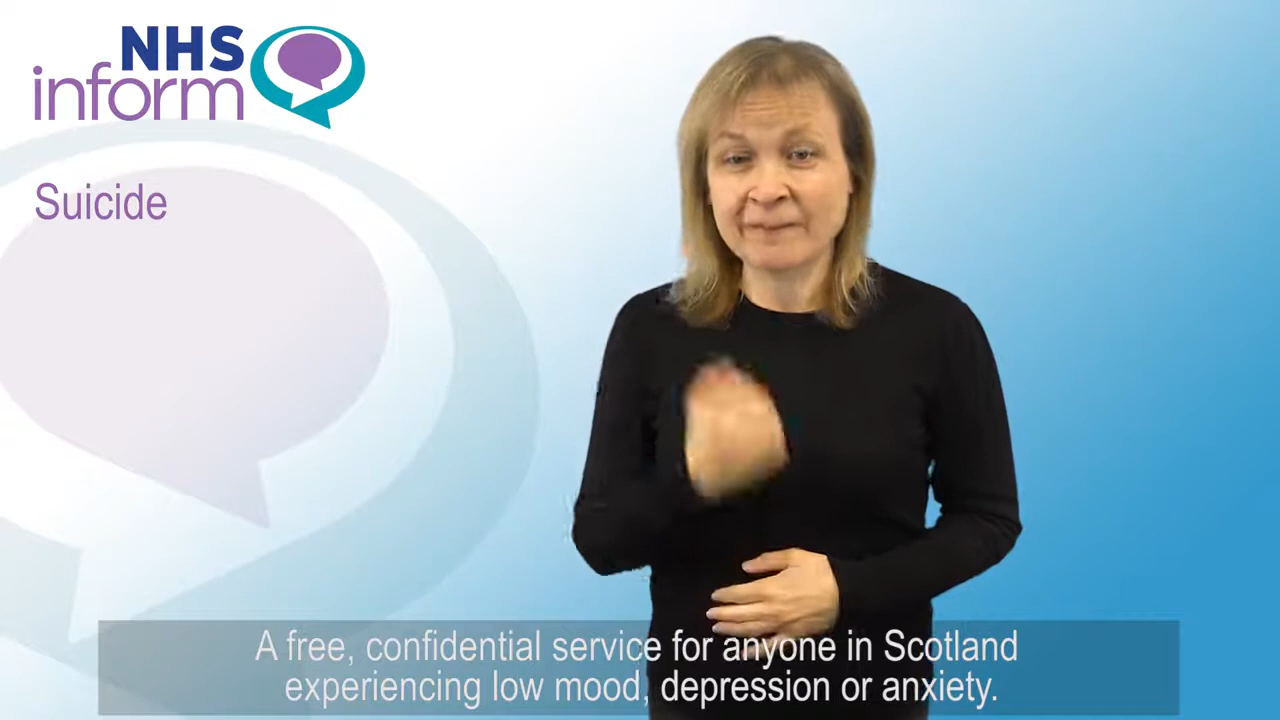 NHS
inform
Suicide
A free, confidential service for anyone in Scotland
experiencing low mood, depression or anxiety.